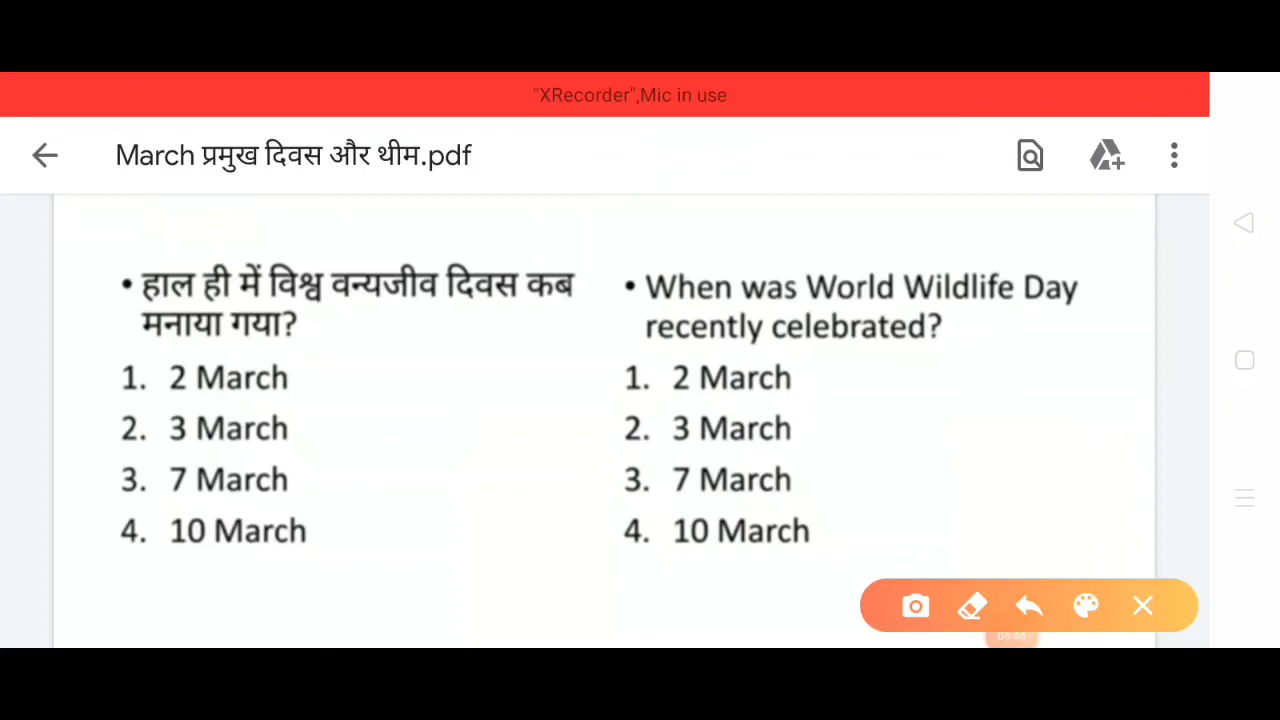 "XRecorder",Mic in use
March प्रमुख दिवस और थीम.pdf
• हाल ही में विश्व वन्यजीव दिवस कब
मनाया गया?
1. 2 March
2. 3 March
3. 7 March
4. 10 March
• When was World Wildlife Day
recently celebrated?
1. 2 March
2. 3 March
3. 7 March
4. 10 March
06:45